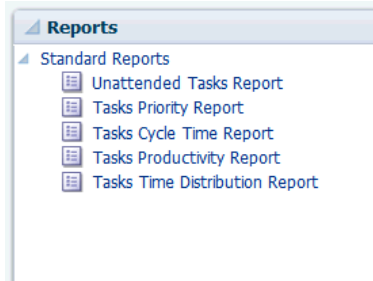 Reports
Standard Reports
Unattended Tasks Report
Tasks Priority Report
Tasks Cycle Time Report
Tasks Productivity Report
Tasks Time Distribution Report